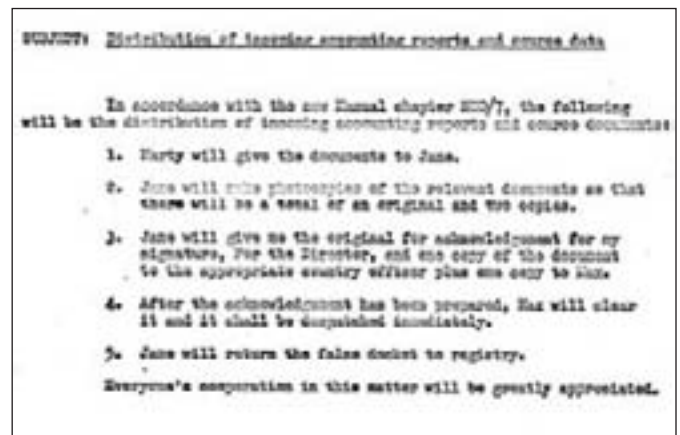 SUBJECT: Distribution of incoming accounting reports and source data
In accordance with the new Manual chapter the following
will be the distribution of incoming accounting reports and source documents:
1. Marty will give the documents to Jane.
2. Jane will make photocopies of the relevant documents so that
there will be a total of an original and two copies.
3. Jane will give me the original for acknowledgment for my
signature, For the Director, and one copy of the document
to the appropriate country officer plus one copy to Max.
4. After the acknowledgment has been prepared, Max will clear
it and it shall be despatched immediately.
5. Jane will return the false docket to registry.
Everyone's cooperation in this matter will be greatly appreciated.